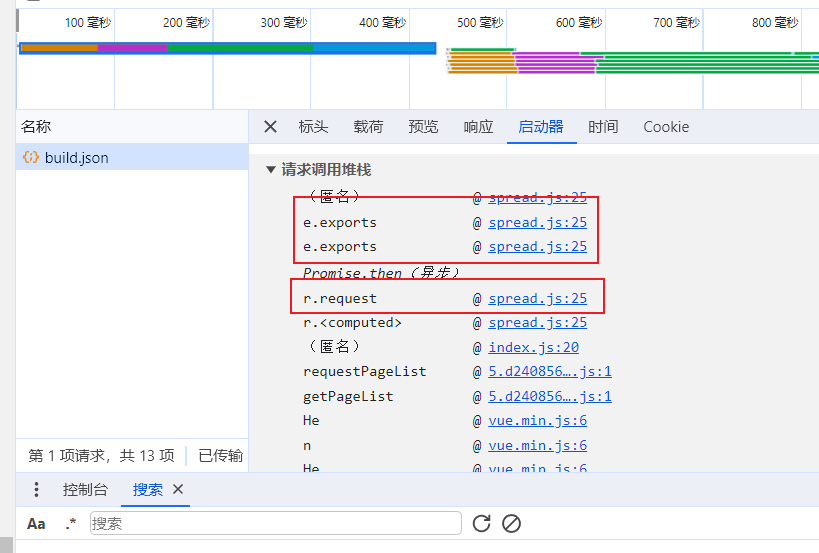 100 毫秒 200 毫秒 300 毫秒 400 毫秒 500 毫秒 600 毫秒 700 毫秒 800 毫秒
名称
标头 载荷 预览 响应 启动器 时间 Cookie
build.json
请求调用堆栈
（匿名） @ spread.js:25
e.exports @ spread.js:25
e.exports @ spread.js:25
Promise.then（异步）
r.request @ spread.js:25
r.<computed> @ spread.js:25
（匿名） @ index.js:20
requestPageList @ 5.d240856….js:1
getPageList @ 5.d240856….js:1
He @ vue.min.js:6
n @ vue.min.js:6
He @ vue.min.js:6
第 1 项请求，共 13 项 已传输
控制台 搜索
Aa .* 搜索